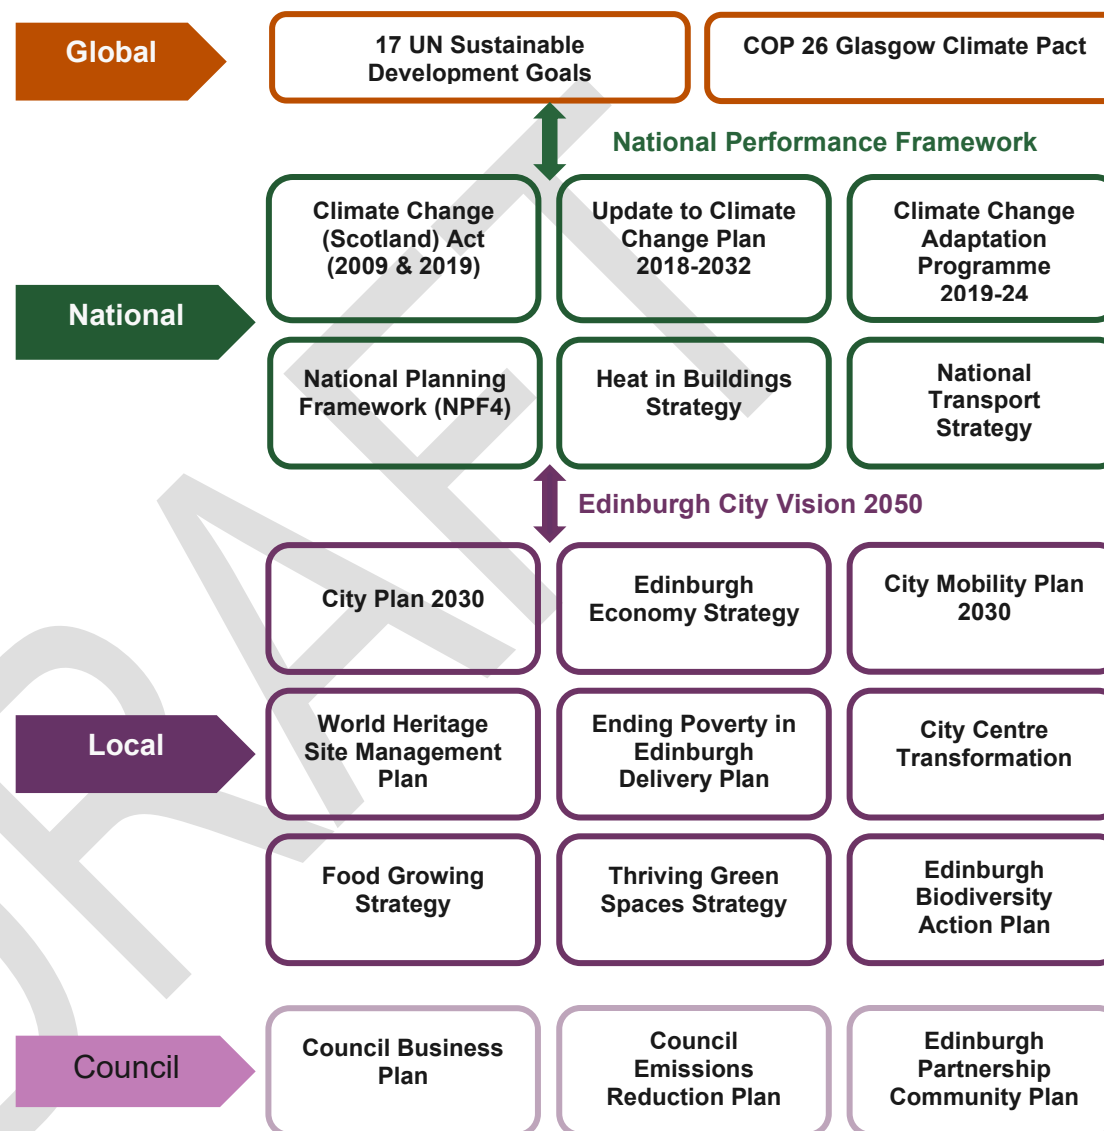 Global
17 UN Sustainable
Development Goals
COP 26 Glasgow Climate Pact
National Performance Framework
National
Climate Change
(Scotland) Act
(2009 & 2019)
Update to Climate
Change Plan
2018-2032
Climate Change
Adaptation
Programme
2019-24
National Planning
Framework (NPF4)
Heat in Buildings
Strategy
National
Transport
Strategy
Edinburgh City Vision 2050
Local
City Plan 2030
Edinburgh
Economy Strategy
City Mobility Plan
2030
World Heritage
Site Management
Plan
Ending Poverty in
Edinburgh
Delivery Plan
City Centre
Transformation
Food Growing
Strategy
Thriving Green
Spaces Strategy
Edinburgh
Biodiversity
Action Plan
Council
Council Business
Plan
Council
Emissions
Reduction Plan
Edinburgh
Partnership
Community Plan
DRAFT